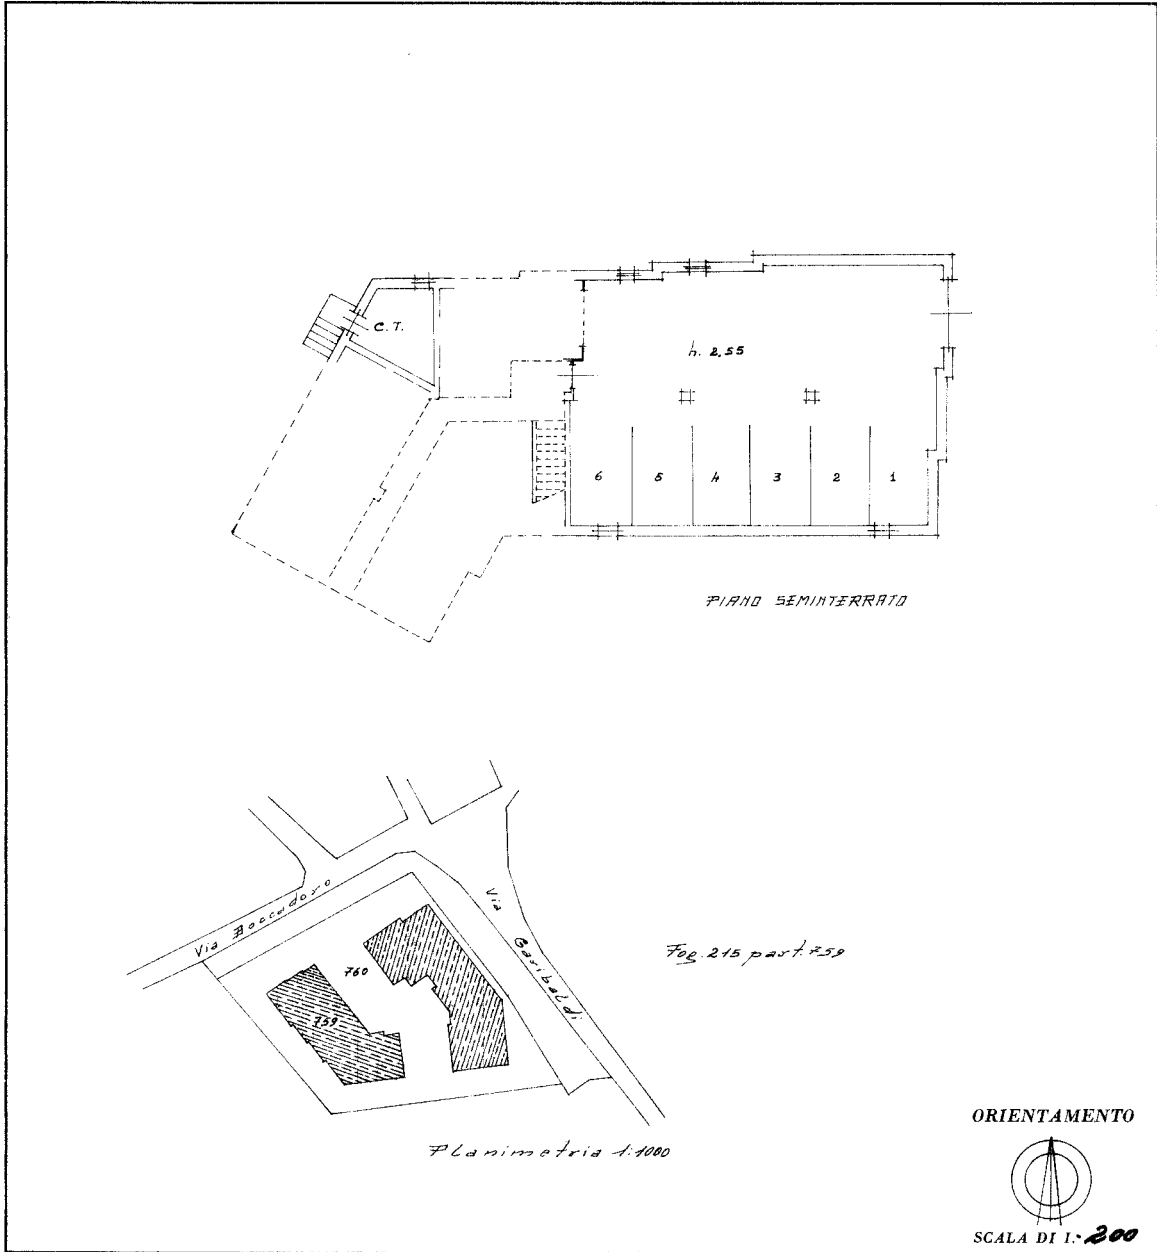 C.T.
h. 2,55
6 5 4 3 2 1
PIANO SEMINTERRATO
Via Boccadoro
Via Garibaldi
760
759
Fog. 215 part. 759
Planimetria 1:1000
ORIENTAMENTO
SCALA DI 1: 200